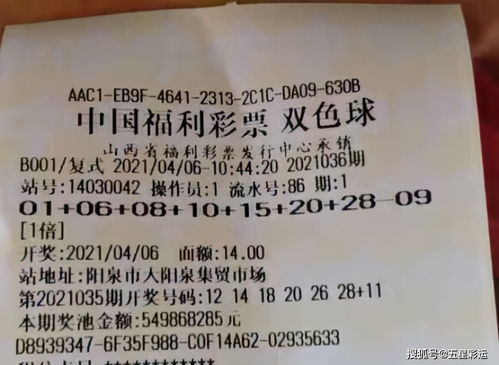 AAC1-EB9F-4641-2313-2C1C-DA09-630B
中国福利彩票 双色球
山西省福利彩票发行中心承销
B001/复式 2021/04/06-10:44:20 2021036期
站号:14030042 操作员:1 流水号:86 期:1
01+06+08+10+15+20+28-09
[1倍]
开奖:2021/04/06 面额:14.00
站地址:阳泉市大阳泉集贸市场
第2021035期开奖号码:12 14 18 20 26 28+11
本期奖池金额:549868285元
D8939347-6F35F988-C0F14A62-02935633
搜狐号@五星彩运